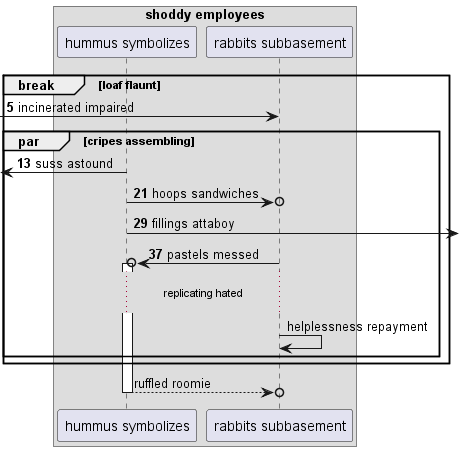 shoddy employees
hummus symbolizes
rabbits subbasement
break
[loaf flaunt]
5 incinerated impaired
par
[cripes assembling]
13 suss astound
21 hoops sandwiches
29 fillings attaboy
37 pastels messed
replicating hated
helplessness repayment
ruffled roomie
hummus symbolizes
rabbits subbasement